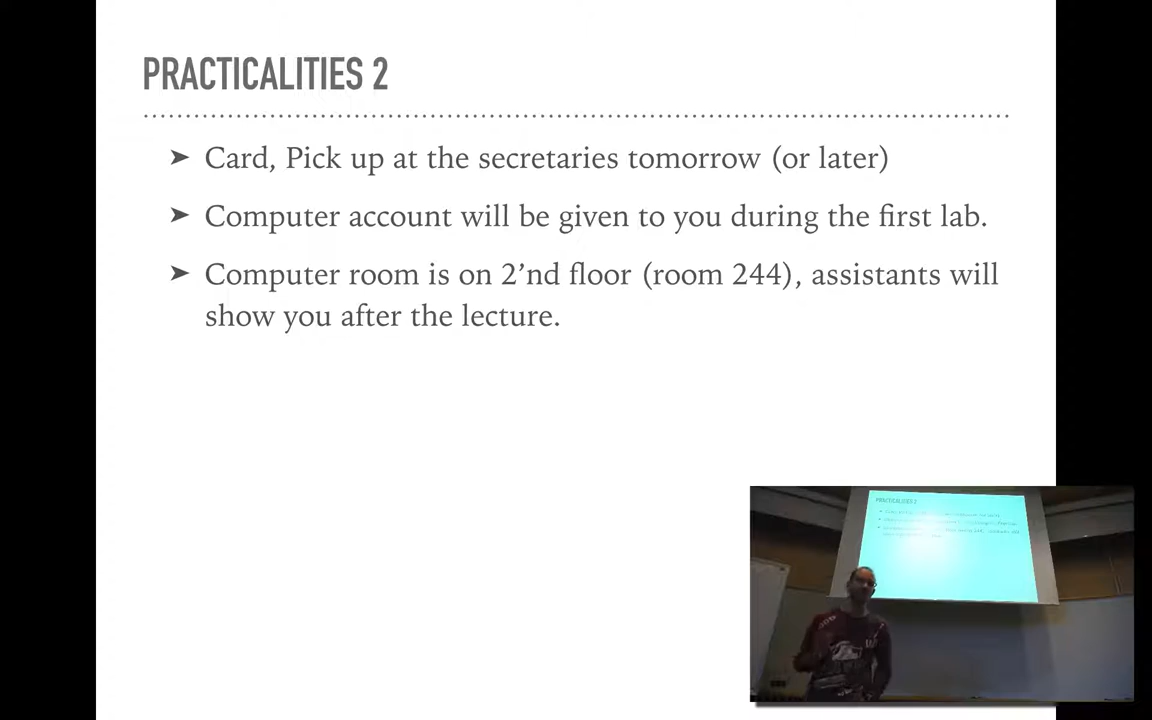 PRACTICALITIES 2
➤ Card, Pick up at the secretaries tomorrow (or later)
➤ Computer account will be given to you during the first lab.
➤ Computer room is on 2’nd floor (room 244), assistants will
show you after the lecture.
PRACTICALITIES 2